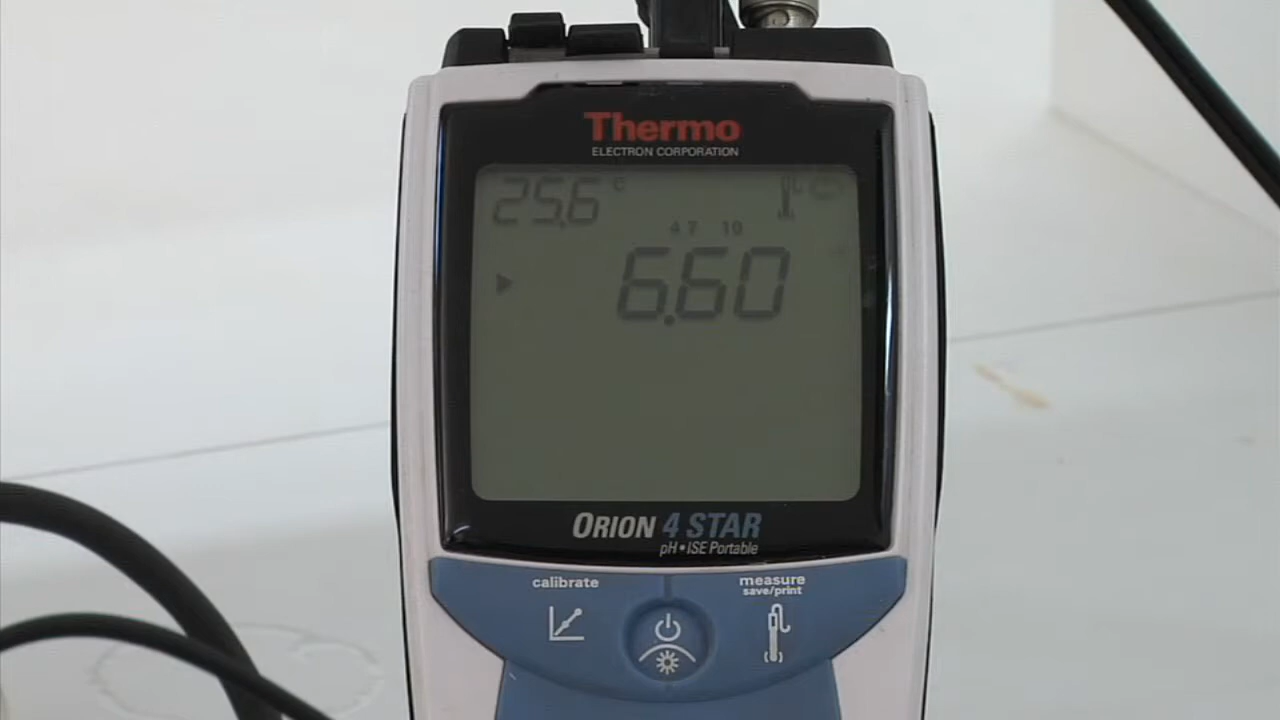 Thermo
ELECTRON CORPORATION
25.6 °C
4 7 10
6.60
ORION 4 STAR
pH • ISE Portable
calibrate
measure
save/print